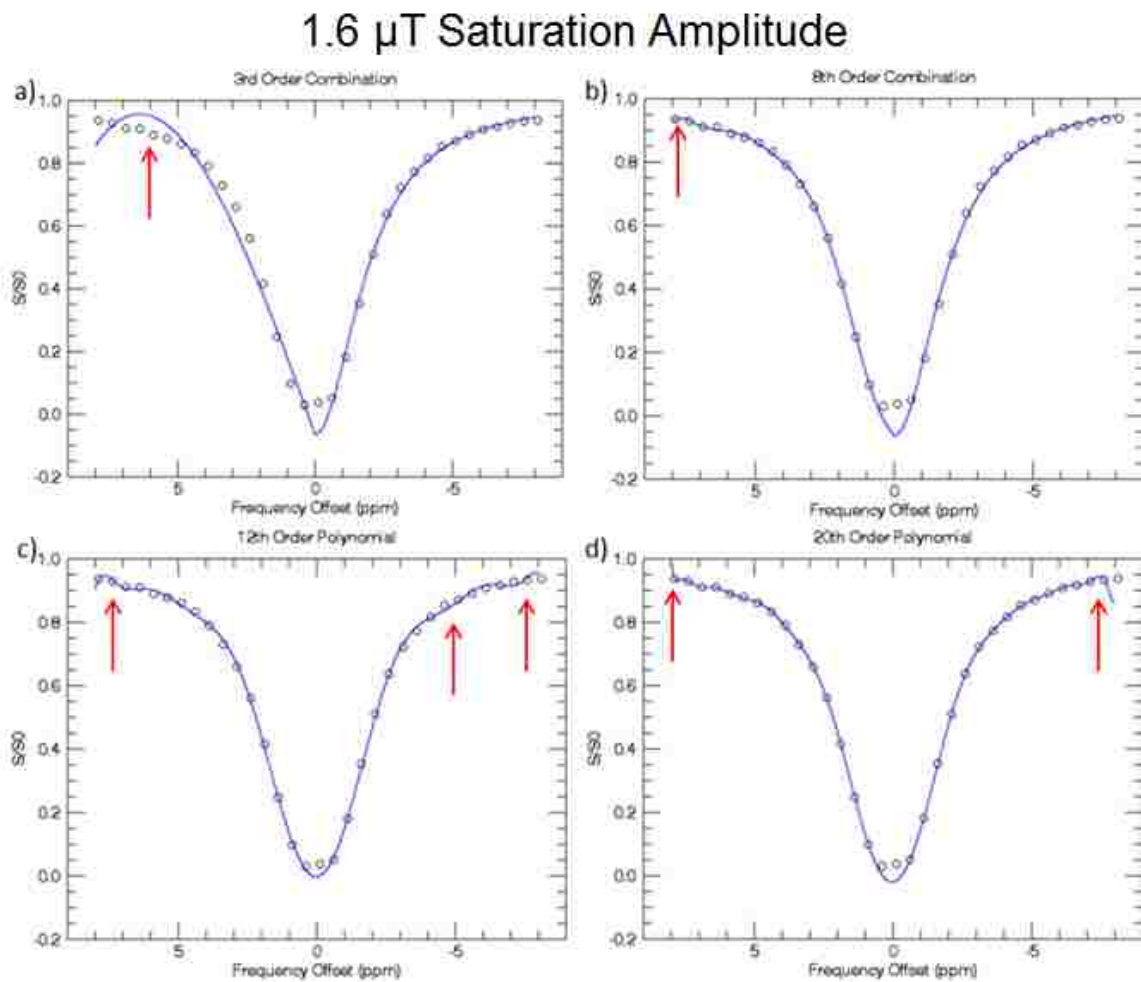 1.6 µT Saturation Amplitude
a)
3rd Order Combination
1.0
0.8
0.6
0.4
0.2
0.0
-0.2
S/S0
5
0
-5
Frequency Offset (ppm)
b)
8th Order Combination
1.0
0.8
0.6
0.4
0.2
0.0
-0.2
S/S0
5
0
-5
Frequency Offset (ppm)
c)
12th Order Polynomial
1.0
0.8
0.6
0.4
0.2
0.0
-0.2
S/S0
5
0
-5
Frequency Offset (ppm)
d)
20th Order Polynomial
1.0
0.8
0.6
0.4
0.2
0.0
-0.2
S/S0
5
0
-5
Frequency Offset (ppm)